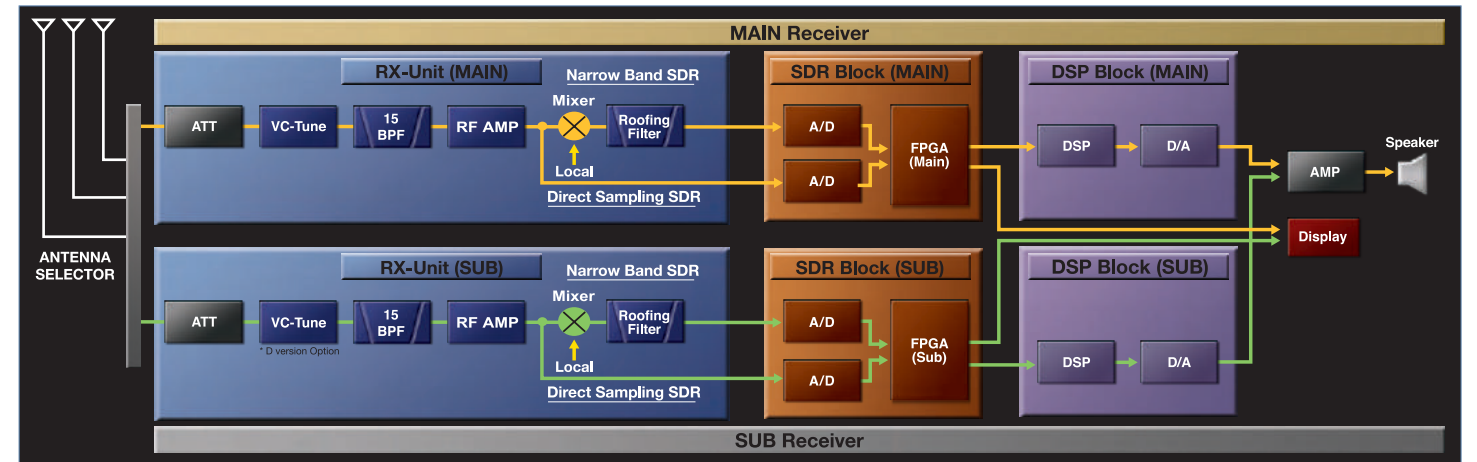 MAIN Receiver
RX-Unit (MAIN)
Narrow Band SDR
Mixer
ATT
VC-Tune
15
BPF
RF AMP
Roofing
Filter
Local
Direct Sampling SDR
SDR Block (MAIN)
A/D
A/D
FPGA
(Main)
DSP Block (MAIN)
DSP
D/A
AMP
Speaker
Display
ANTENNA
SELECTOR
RX-Unit (SUB)
Narrow Band SDR
Mixer
ATT
VC-Tune
* D version Option
15
BPF
RF AMP
Roofing
Filter
Local
Direct Sampling SDR
SDR Block (SUB)
A/D
A/D
FPGA
(Sub)
DSP Block (SUB)
DSP
D/A
SUB Receiver